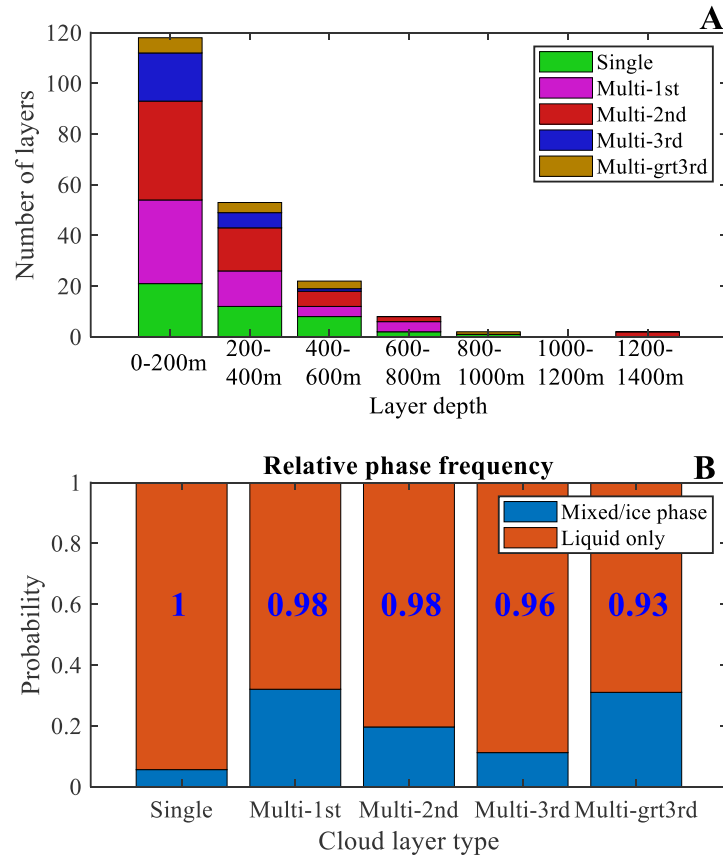 A
120
100
80
60
40
20
0
Number of layers
Single
Multi-1st
Multi-2nd
Multi-3rd
Multi-grt3rd
0-200m
200-
400m
400-
600m
600-
800m
800-
1000m
1000-
1200m
1200-
1400m
Layer depth
Relative phase frequency
B
1
0.8
0.6
0.4
0.2
0
Probability
Mixed/ice phase
Liquid only
1
0.98
0.98
0.96
0.93
Single
Multi-1st
Multi-2nd
Multi-3rd
Multi-grt3rd
Cloud layer type